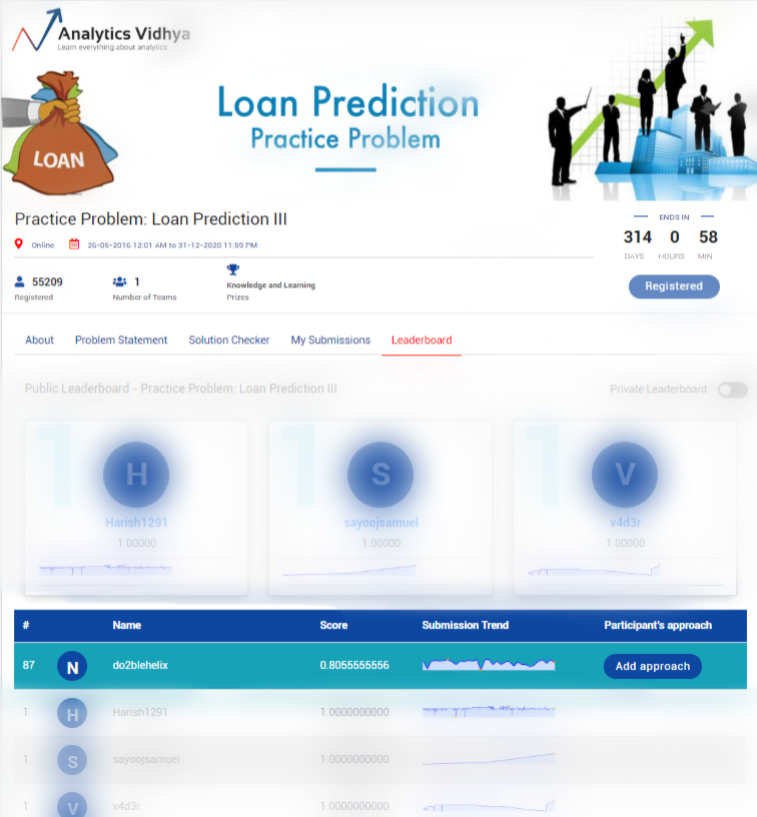 Analytics Vidhya
Learn everything about analytics
LOAN
Loan Prediction
Practice Problem
Practice Problem: Loan Prediction III
Online 26-05-2016 12:01 AM to 31-12-2020 11:59 PM
ENDS IN
314 0 58
DAYS HOURS MIN
55209 1
Registered Number of Teams
Knowledge and Learning
Prizes
Registered
About Problem Statement Solution Checker My Submissions Leaderboard
Public Leaderboard - Practice Problem: Loan Prediction III Private Leaderboard
1 1 1
H S V
Harish1291 sayoojsamuel v4d3r
1.00000 1.00000 1.00000
# Name Score Submission Trend Participant's approach
87 N do2blehelix 0.8055555556 Add approach
1 H Harish1291 1.0000000000
1 S sayoojsamuel 1.0000000000
1 V v4d3r 1.0000000000